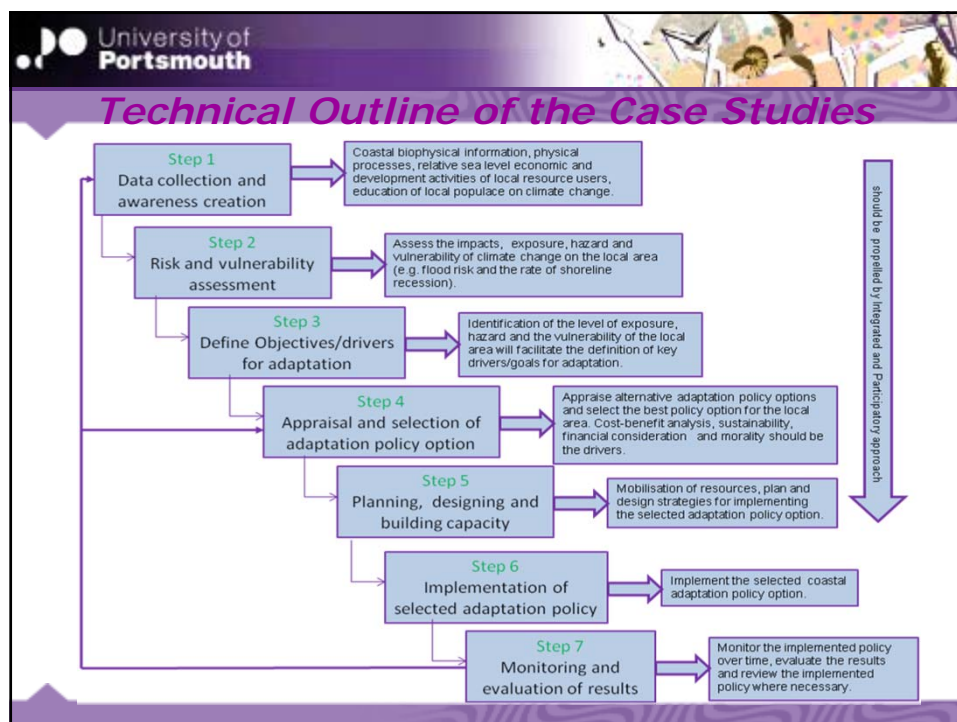 University of
Portsmouth
Technical Outline of the Case Studies
Step 1
Data collection and
awareness creation
Coastal biophysical information, physical
processes, relative sea level economic and
development activities of local resource users,
education of local populace on climate change.
Step 2
Risk and vulnerability
assessment
Assess the impacts, exposure, hazard and
vulnerability of climate change on the local area
(e.g. flood risk and the rate of shoreline
recession).
Step 3
Define Objectives/drivers
for adaptation
Identification of the level of exposure,
hazard and the vulnerability of the local
area will facilitate the definition of key
drivers/goals for adaptation.
Step 4
Appraisal and selection of
adaptation policy option
Appraise alternative adaptation policy options
and select the best policy option for the local
area. Cost-benefit analysis, sustainability,
financial consideration and morality should be
the drivers.
Step 5
Planning, designing and
building capacity
Mobilisation of resources, plan and
design strategies for implementing
the selected adaptation policy option.
Step 6
Implementation of
selected adaptation policy
Implement the selected coastal
adaptation policy option.
Step 7
Monitoring and
evaluation of results
Monitor the implemented policy
over time, evaluate the results
and review the implemented
policy where necessary.
should be propelled by Integrated and Participatory approach